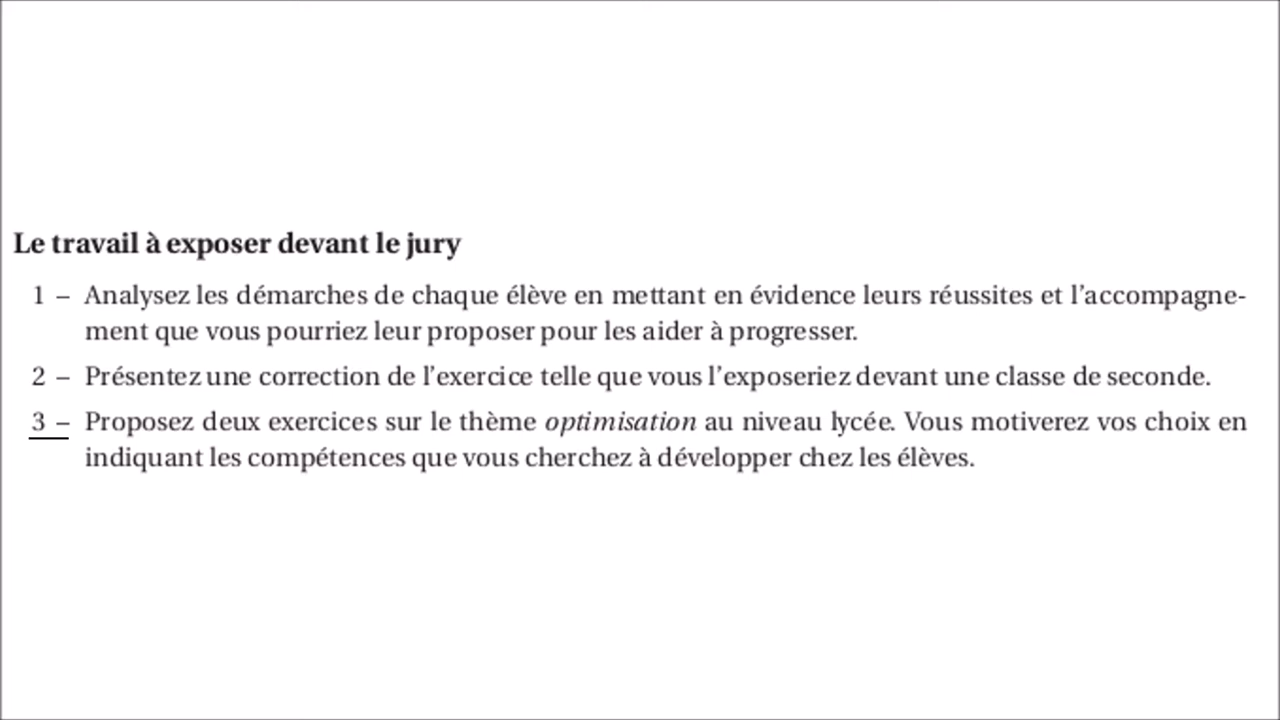 Le travail à exposer devant le jury
1 – Analysez les démarches de chaque élève en mettant en évidence leurs réussites et l'accompagne-
ment que vous pourriez leur proposer pour les aider à progresser.
2 – Présentez une correction de l'exercice telle que vous l'exposeriez devant une classe de seconde.
3 – Proposez deux exercices sur le thème optimisation au niveau lycée. Vous motiverez vos choix en
indiquant les compétences que vous cherchez à développer chez les élèves.